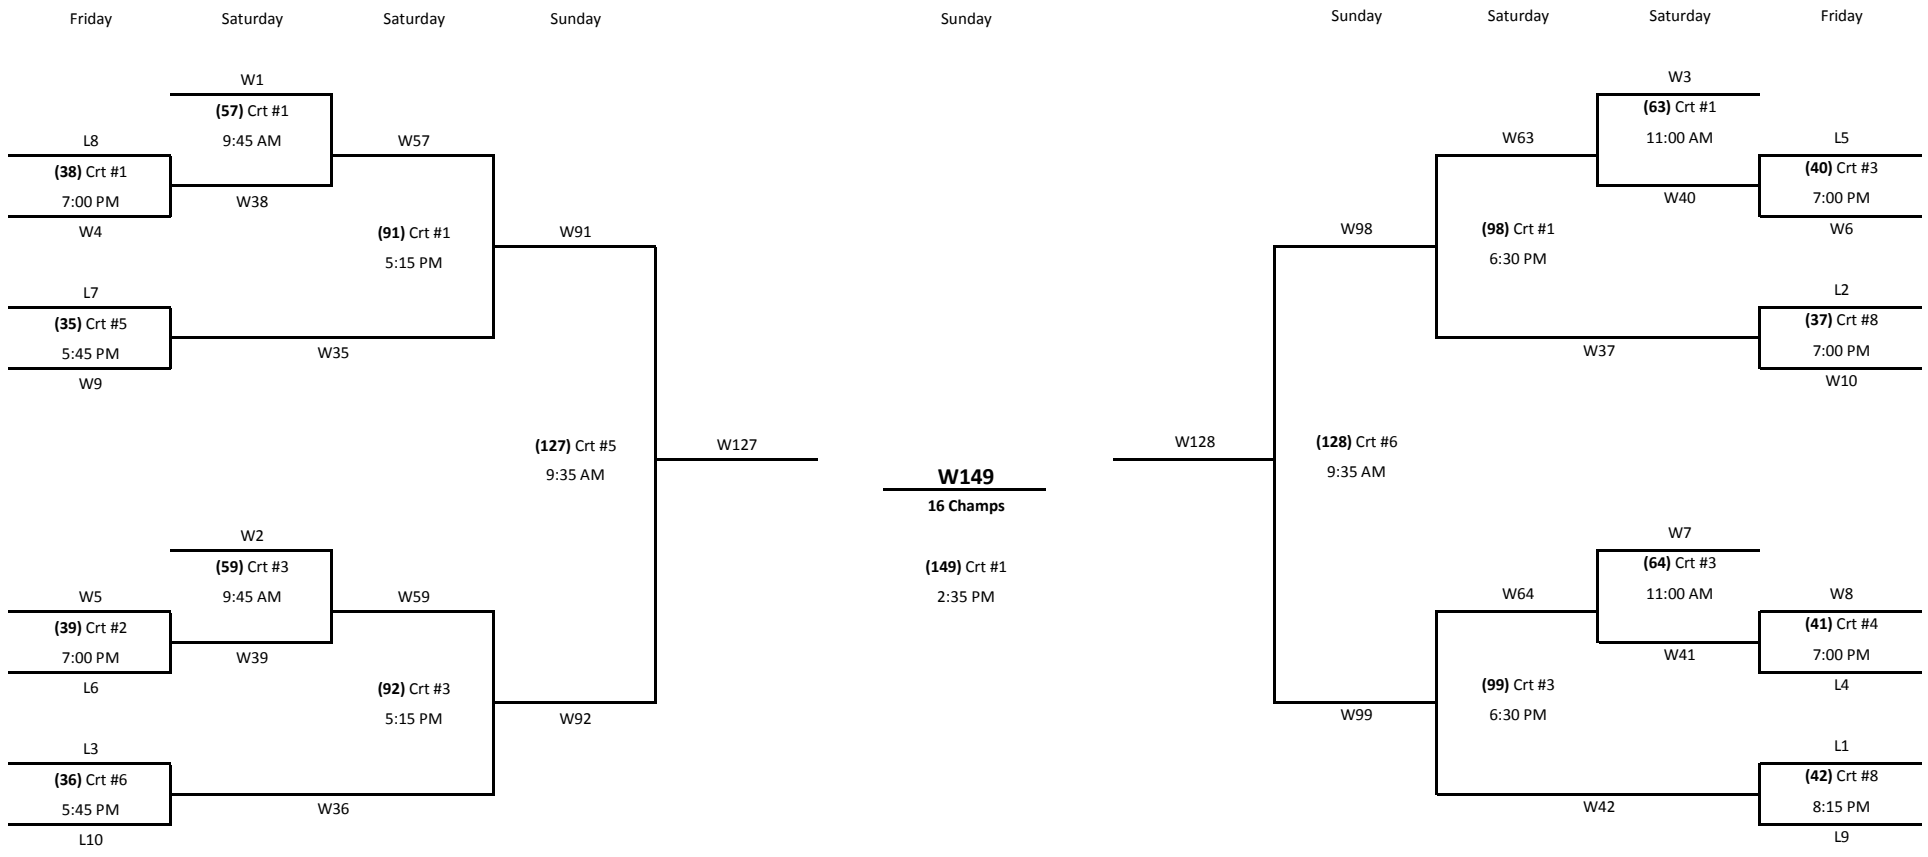 Friday Saturday Saturday Sunday Sunday Sunday Saturday Saturday Friday
W1 W3
(57) Crt #1 (63) Crt #1
L8 9:45 AM W57 W63 11:00 AM L5
(38) Crt #1 (40) Crt #3
7:00 PM W38 W40 7:00 PM
W4 (91) Crt #1 W91 W98 (98) Crt #1 W6
5:15 PM 6:30 PM
L7 L2
(35) Crt #5 (37) Crt #8
5:45 PM W35 W37 7:00 PM
W9 W10
(127) Crt #5 W127 W128 (128) Crt #6
9:35 AM W149 9:35 AM
16 Champs
W2 W7
(59) Crt #3 (149) Crt #1 (64) Crt #3
W5 9:45 AM W59 2:35 PM W64 11:00 AM W8
(39) Crt #2 (41) Crt #4
7:00 PM W39 W41 7:00 PM
L6 (92) Crt #3 (99) Crt #3 L4
5:15 PM W92 W99 6:30 PM
L3 L1
(36) Crt #6 (42) Crt #8
5:45 PM W36 W42 8:15 PM
L10 L9